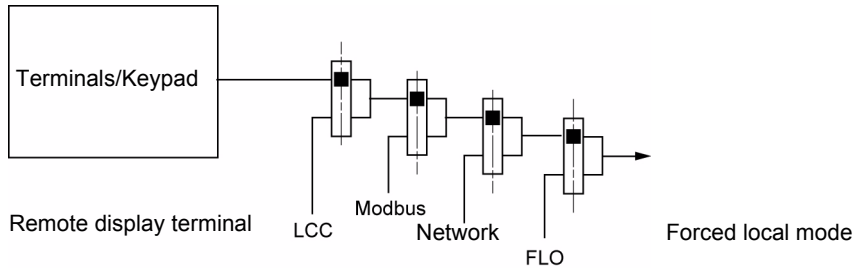 Terminals/Keypad
Remote display terminal
LCC
Modbus
Network
FLO
Forced local mode